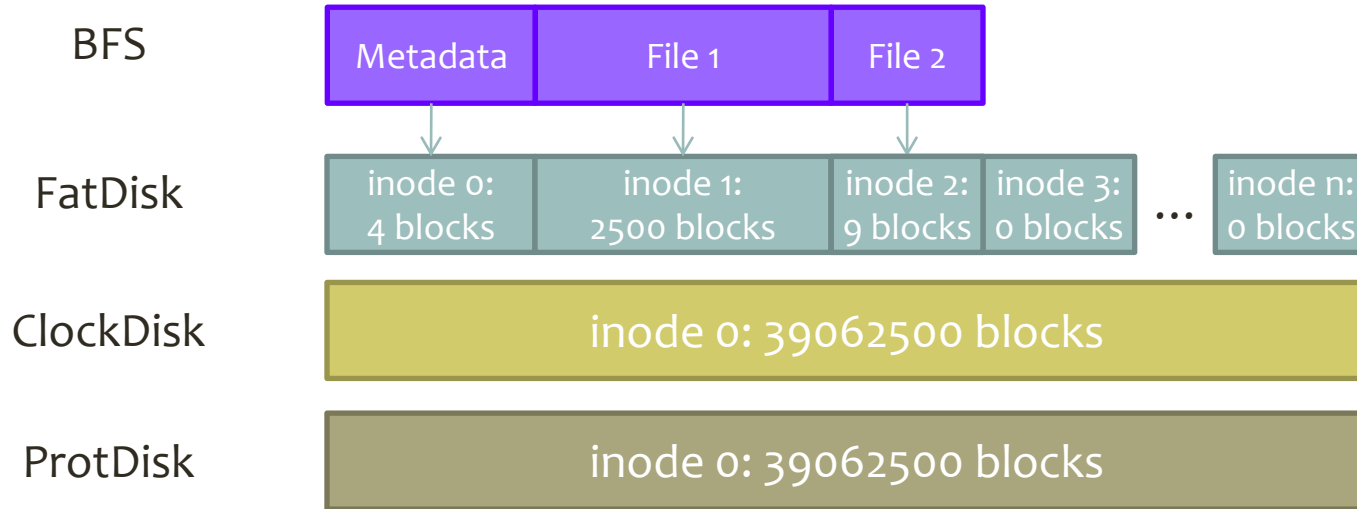 BFS
Metadata
File 1
File 2
FatDisk
inode 0:
4 blocks
inode 1:
2500 blocks
inode 2:
9 blocks
inode 3:
0 blocks
...
inode n:
0 blocks
ClockDisk
inode 0: 39062500 blocks
ProtDisk
inode 0: 39062500 blocks